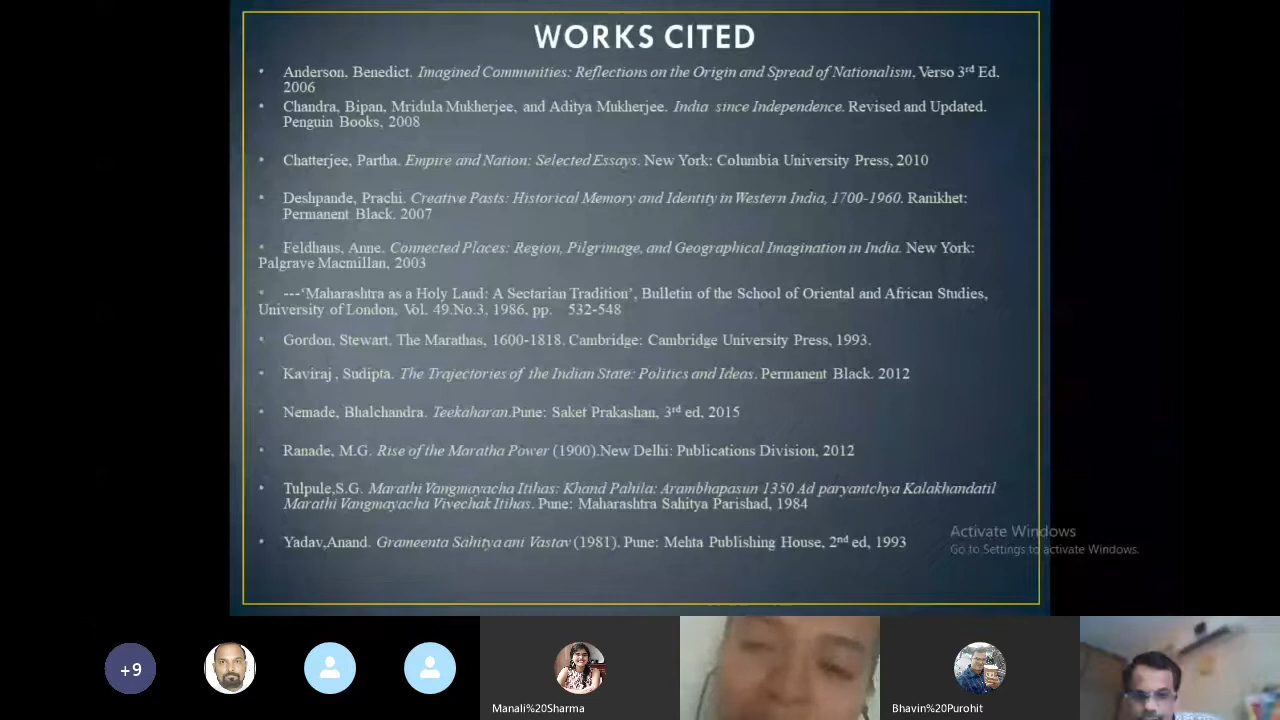 WORKS CITED
• Anderson, Benedict. Imagined Communities: Reflections on the Origin and Spread of Nationalism, Verso 3rd Ed,
2006
• Chandra, Bipan, Mridula Mukherjee, and Aditya Mukherjee. India since Independence. Revised and Updated.
Penguin Books, 2008
• Chatterjee, Partha. Empire and Nation: Selected Essays. New York: Columbia University Press, 2010
• Deshpande, Prachi. Creative Pasts: Historical Memory and Identity in Western India, 1700-1960. Ranikhet:
Permanent Black. 2007
• Feldhaus, Anne. Connected Places: Region, Pilgrimage, and Geographical Imagination in India. New York:
Palgrave Macmillan, 2003
• ---‘Maharashtra as a Holy Land: A Sectarian Tradition’, Bulletin of the School of Oriental and African Studies,
University of London, Vol. 49.No.3, 1986, pp. 532-548
• Gordon, Stewart. The Marathas, 1600-1818. Cambridge: Cambridge University Press, 1993.
• Kaviraj , Sudipta. The Trajectories of the Indian State: Politics and Ideas. Permanent Black. 2012
• Nemade, Bhalchandra. Teekaharan.Pune: Saket Prakashan, 3rd ed, 2015
• Ranade, M.G. Rise of the Maratha Power (1900).New Delhi: Publications Division, 2012
• Tulpule,S.G. Marathi Vangmayacha Itihas: Khand Pahila: Arambhapasun 1350 Ad paryantchya Kalakhandatil
Marathi Vangmayacha Vivechak Itihas. Pune: Maharashtra Sahitya Parishad, 1984
• Yadav,Anand. Grameenta Sahitya ani Vastav (1981). Pune: Mehta Publishing House, 2nd ed, 1993
Activate Windows
Go to Settings to activate Windows.
+9
Manali%20Sharma
Bhavin%20Purohit